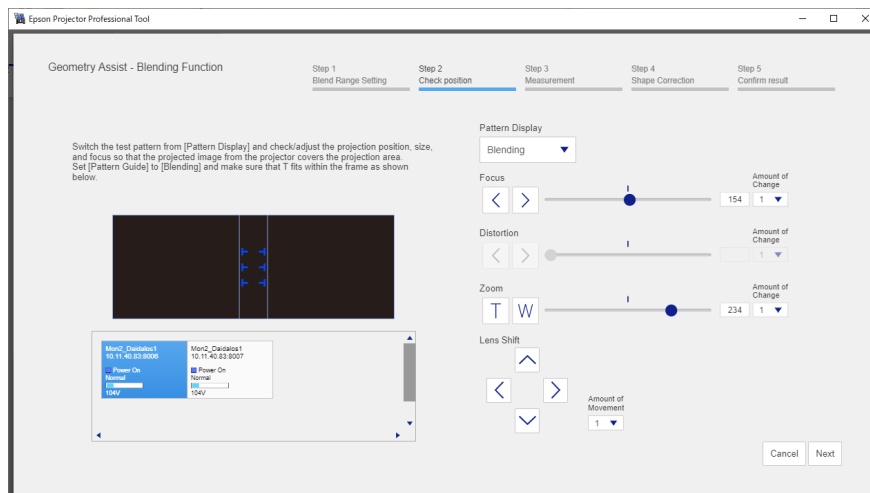 Epson Projector Professional Tool
Geometry Assist - Blending Function
Step 1
Blend Range Setting
Step 2
Check position
Step 3
Measurement
Step 4
Shape Correction
Step 5
Confirm result
Switch the test pattern from [Pattern Display] and check/adjust the projection position, size,
and focus so that the projected image from the projector covers the projection area.
Set [Pattern Guide] to [Blending] and make sure that T fits within the frame as shown
below.
Mon2_Daidalos1
10.11.40.83:8006
Power On
Normal
104V
Mon2_Daidalos1
10.11.40.83:8007
Power On
Normal
104V
Pattern Display
Blending
Focus
Amount of
Change
154
1
Distortion
Amount of
Change
1
Zoom
Amount of
Change
T W
234
1
Lens Shift
Amount of
Movement
1
Cancel
Next